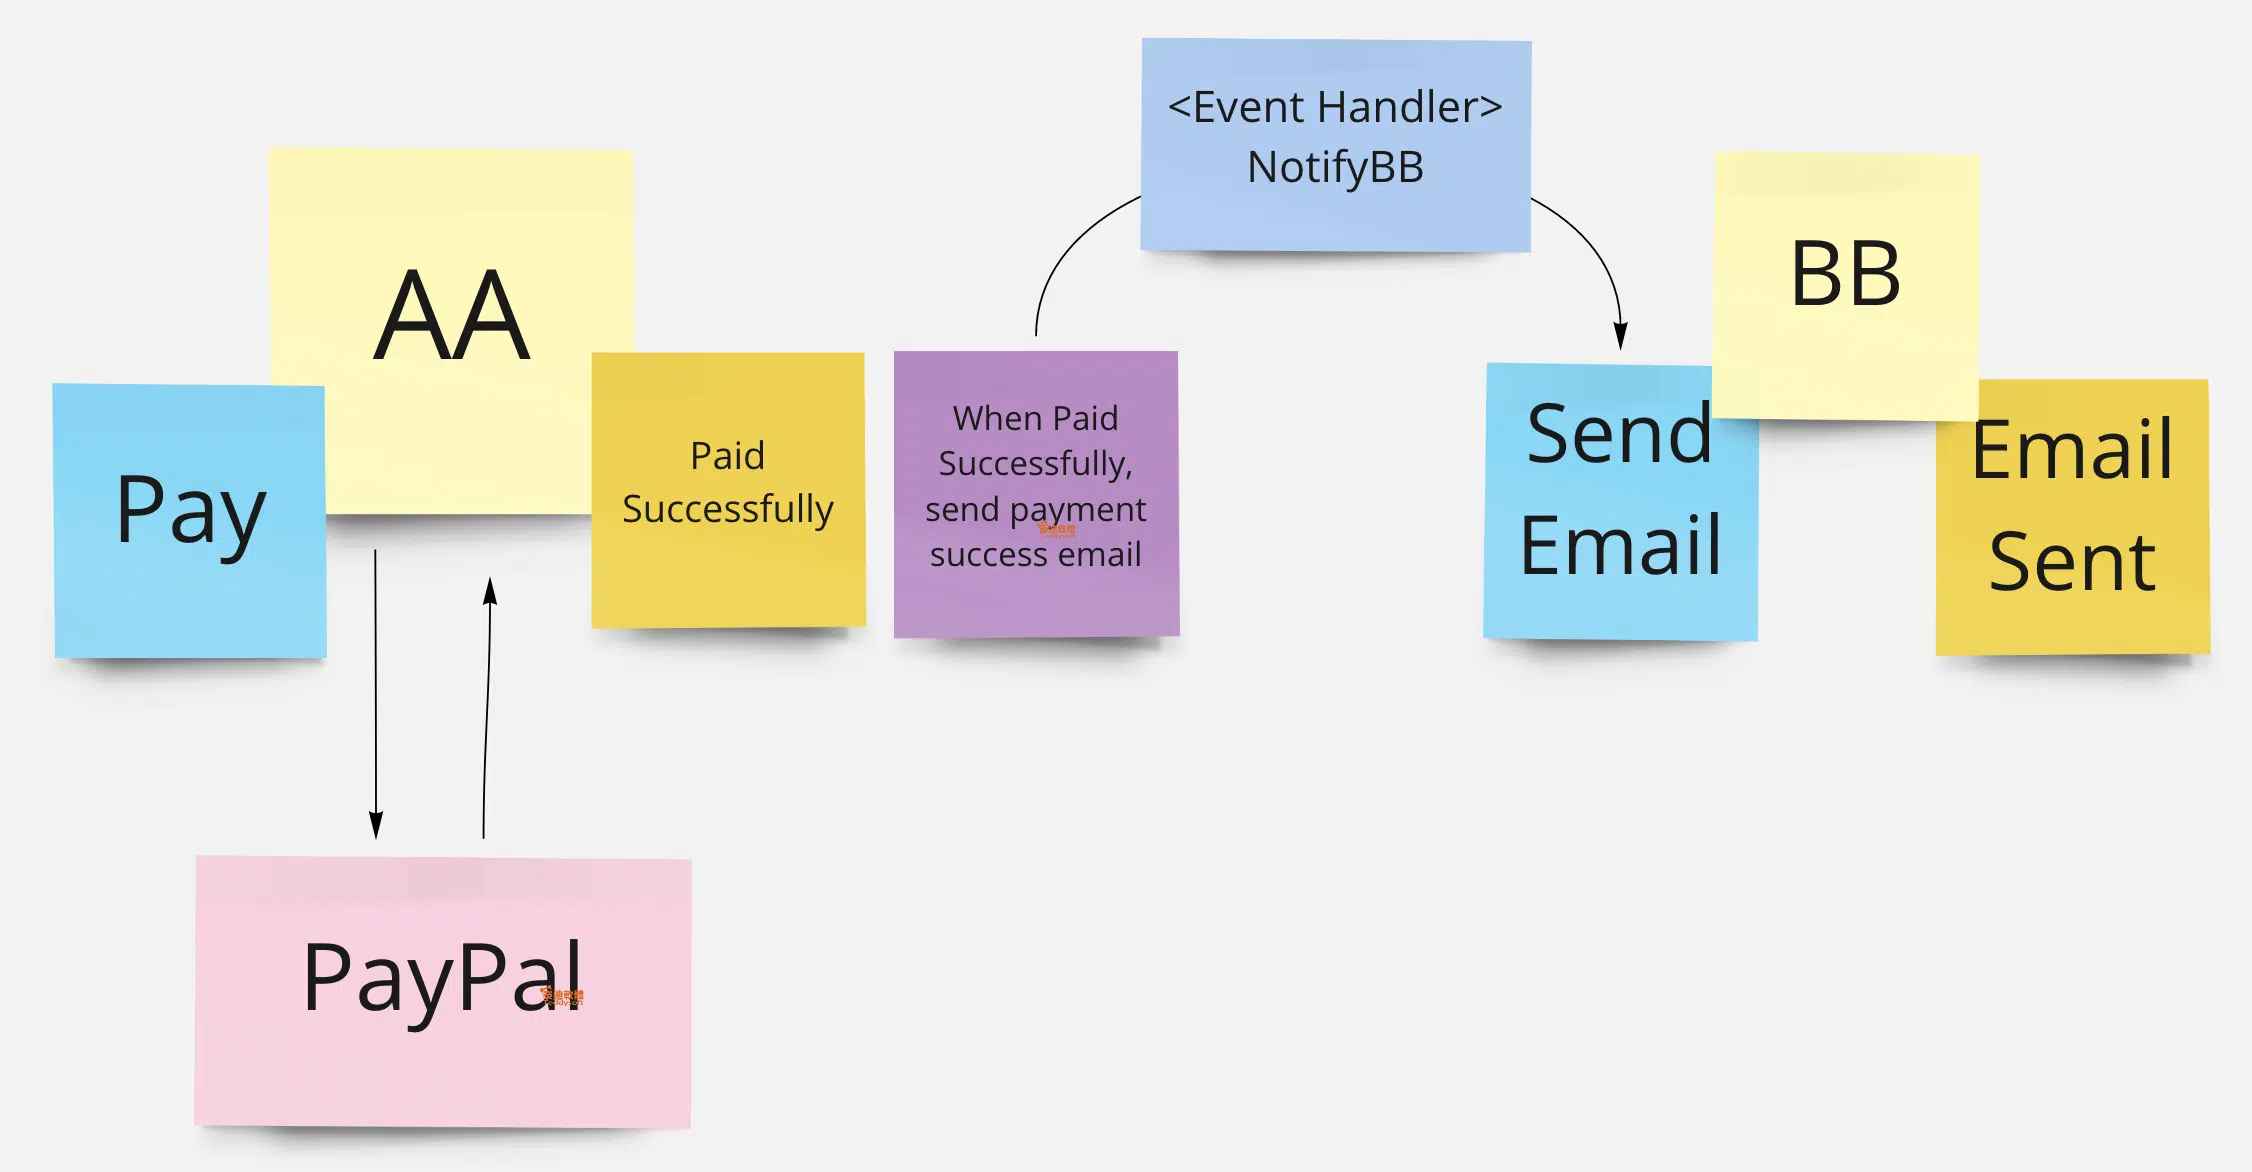 <Event Handler>
NotifyBB
AA
BB
Pay
Paid
Successfully
When Paid
Successfully,
send payment
success email
Send
Email
Email
Sent
PayPal